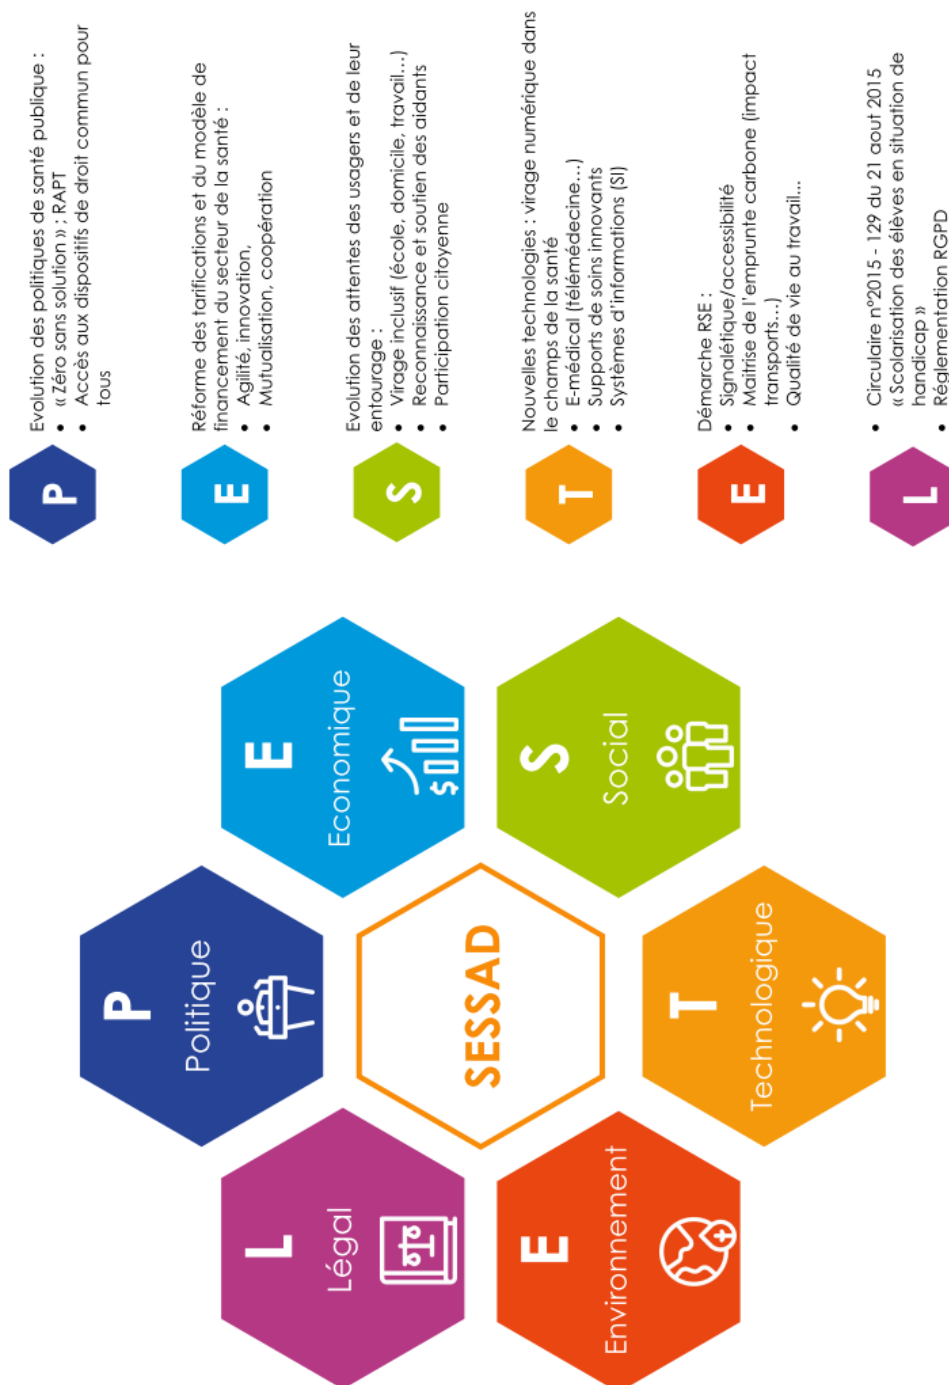 P
Politique
L
Légal
E
Economique
SESSAD
E
Environnement
S
Social
T
Technologique
$
P
Evolution des politiques de santé publique :
• « Zéro sans solution » ; RAPT
• Accès aux dispositifs de droit commun pour
tous
E
Réforme des tarifications et du modèle de
financement du secteur de la santé :
• Agilité, innovation,
• Mutualisation, coopération
S
Evolution des attentes des usagers et de leur
entourage :
• Virage inclusif (école, domicile, travail...)
• Reconnaissance et soutien des aidants
• Participation citoyenne
T
Nouvelles technologies : virage numérique dans
le champs de la santé
• E-médical (télémédecine...)
• Supports de soins innovants
• Systèmes d'informations (SI)
E
Démarche RSE :
• Signalétique/accessibilité
• Maitrise de l'emprunte carbone (impact
transports...)
• Qualité de vie au travail...
L
• Circulaire n°2015 - 129 du 21 aout 2015
« Scolarisation des élèves en situation de
handicap »
• Réglementation RGPD